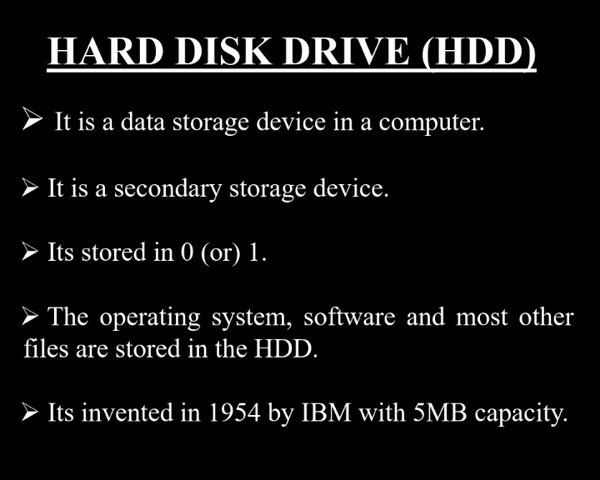 HARD DISK DRIVE (HDD)
➢ It is a data storage device in a computer.
➢ It is a secondary storage device.
➢ Its stored in 0 (or) 1.
➢ The operating system, software and most other
files are stored in the HDD.
➢ Its invented in 1954 by IBM with 5MB capacity.